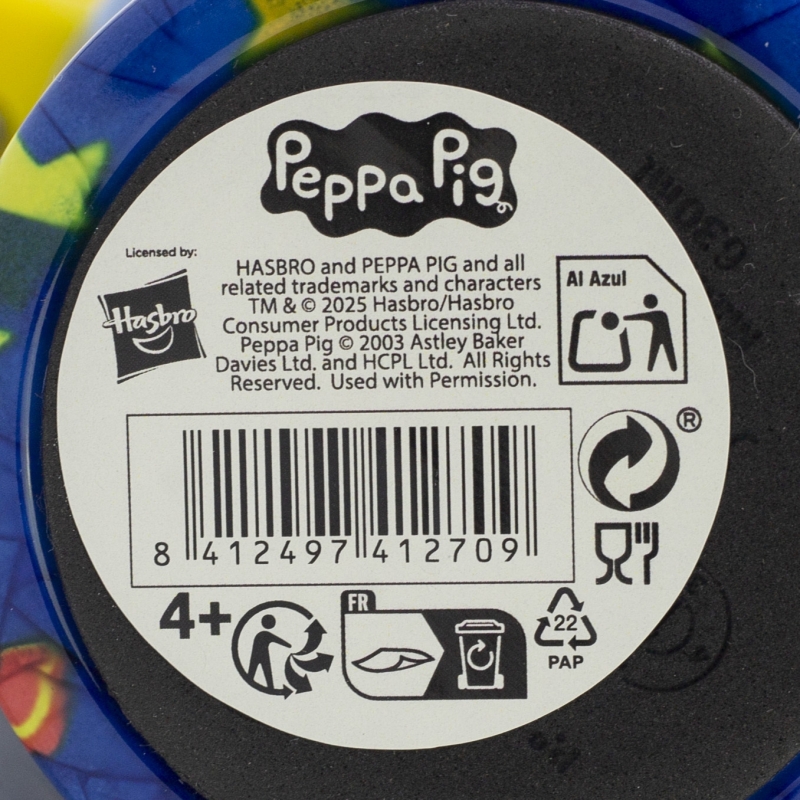 Peppa Pig
Licensed by:
Hasbro
HASBRO and PEPPA PIG and all
related trademarks and characters
TM & © 2025 Hasbro/Hasbro
Consumer Products Licensing Ltd.
Peppa Pig © 2003 Astley Baker
Davies Ltd. and HCPL Ltd. All Rights
Reserved. Used with Permission.
Al Azul
®
8 412497 412709
4+
FR
22
PAP
630ML